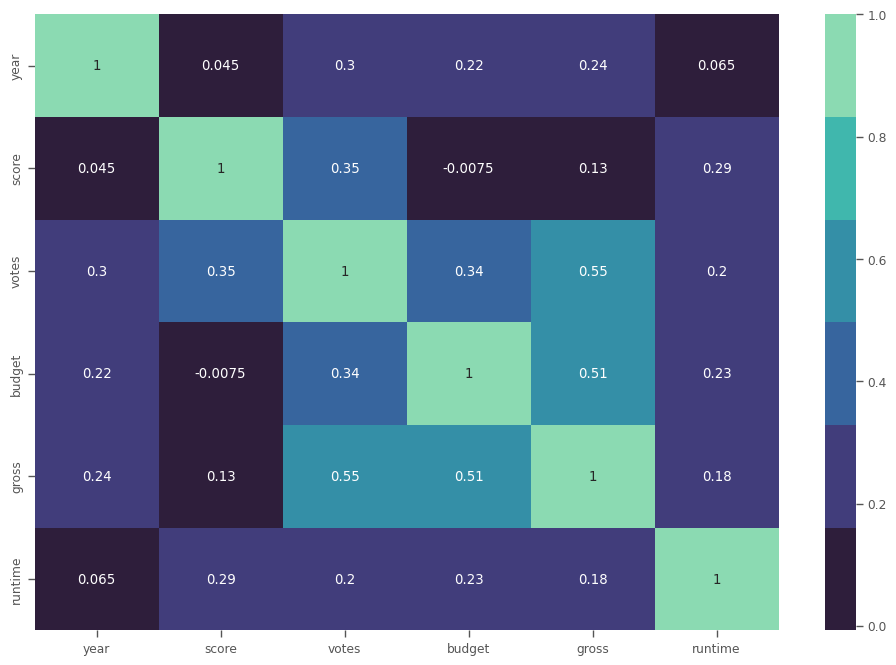 year 1 0.045 0.3 0.22 0.24 0.065
score 0.045 1 0.35 -0.0075 0.13 0.29
votes 0.3 0.35 1 0.34 0.55 0.2
budget 0.22 -0.0075 0.34 1 0.51 0.23
gross 0.24 0.13 0.55 0.51 1 0.18
runtime 0.065 0.29 0.2 0.23 0.18 1
year score votes budget gross runtime
1.0
0.8
0.6
0.4
0.2
0.0